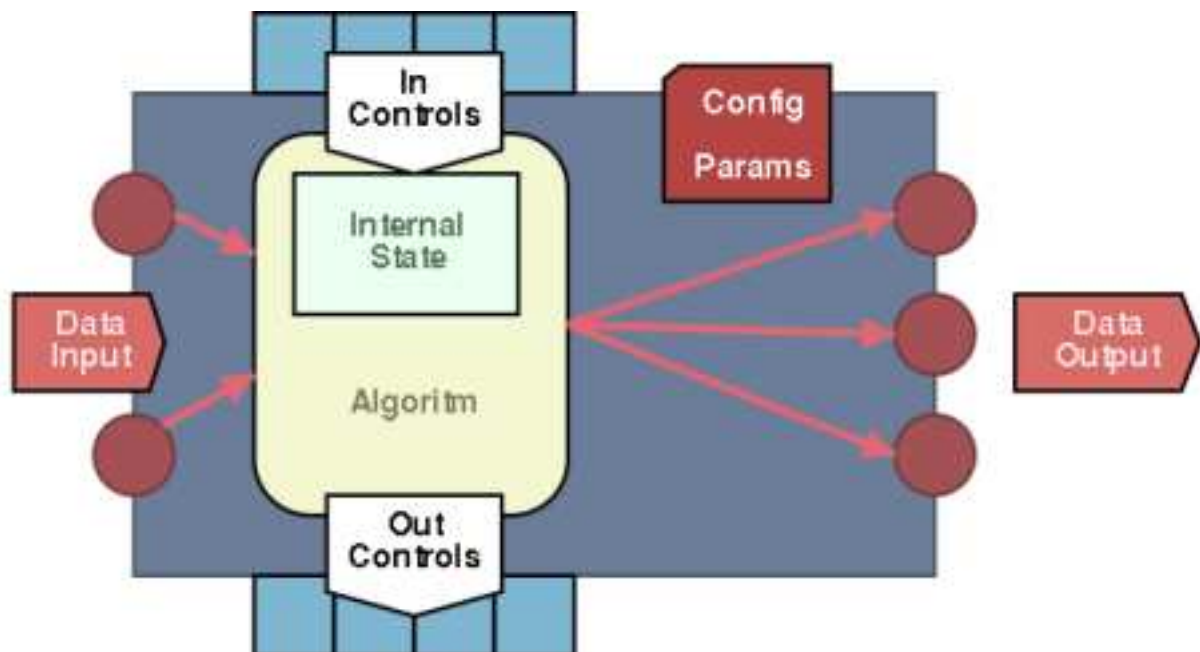 In
Controls
Config
Params
Internal
State
Data
Input
Data
Output
Algoritm
Out
Controls